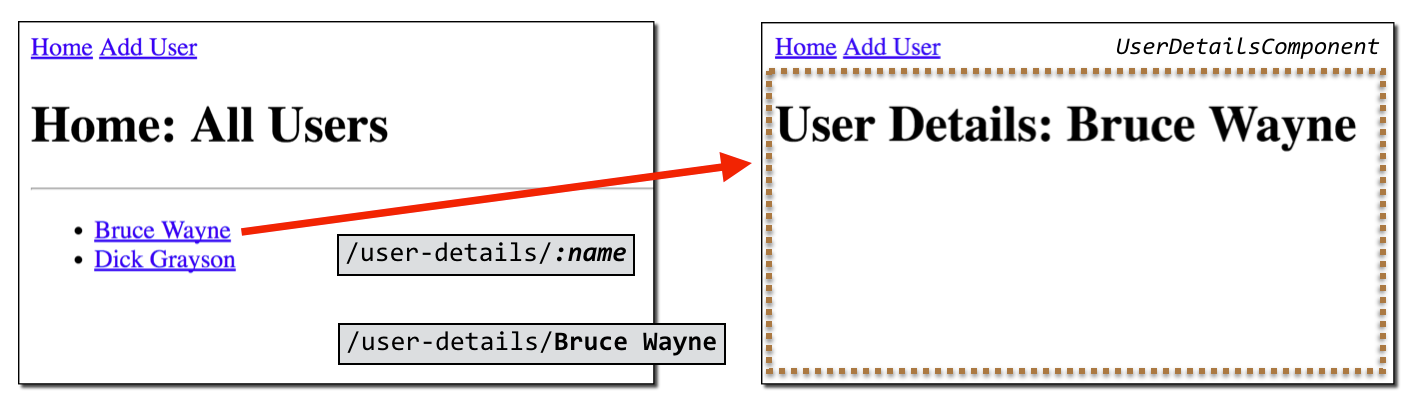 Home Add User
Home: All Users
Bruce Wayne
Dick Grayson
/user-details/:name
/user-details/Bruce Wayne
Home Add User
UserDetailsComponent
User Details: Bruce Wayne